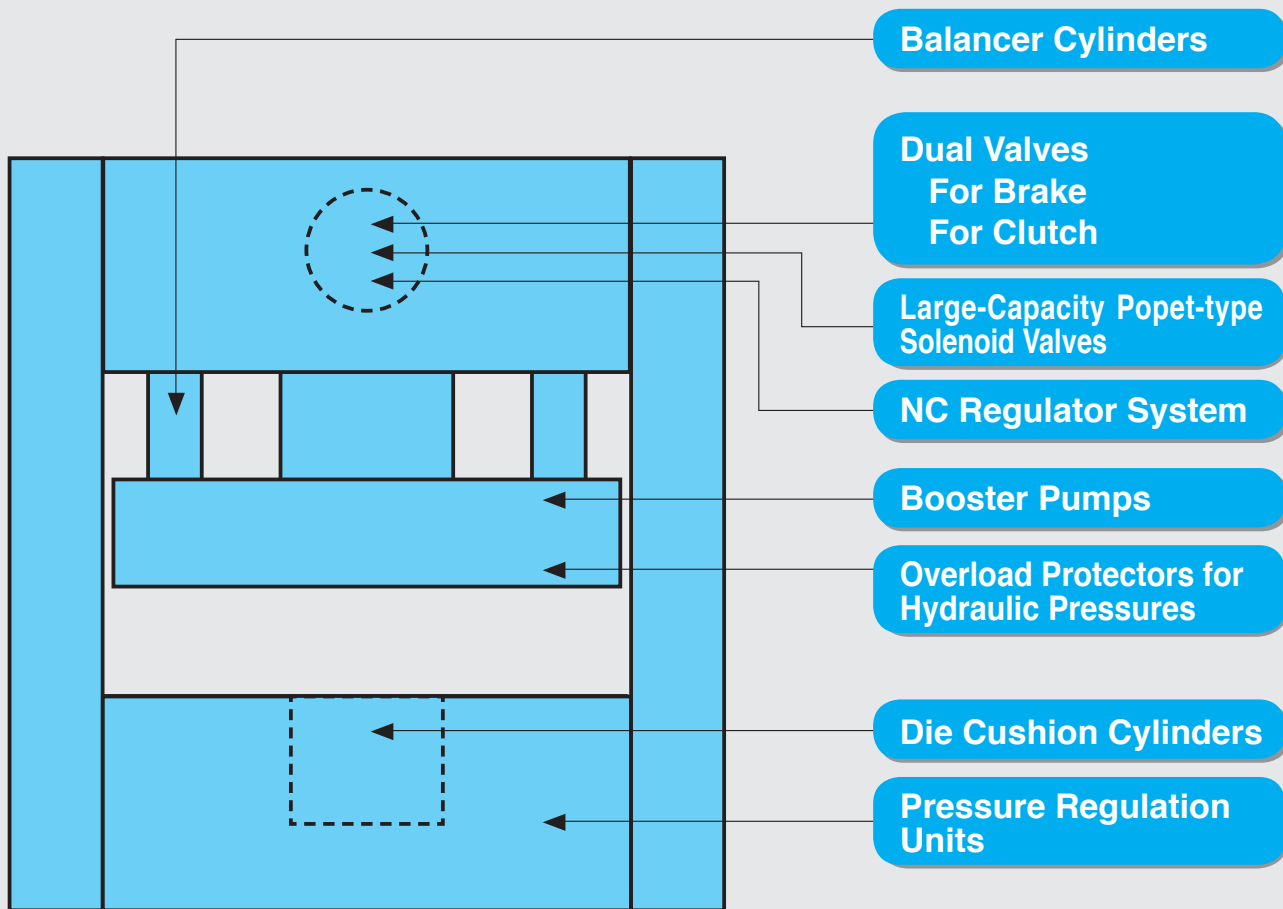 Balancer Cylinders
Dual Valves
For Brake
For Clutch
Large-Capacity Popet-type
Solenoid Valves
NC Regulator System
Booster Pumps
Overload Protectors for
Hydraulic Pressures
Die Cushion Cylinders
Pressure Regulation
Units